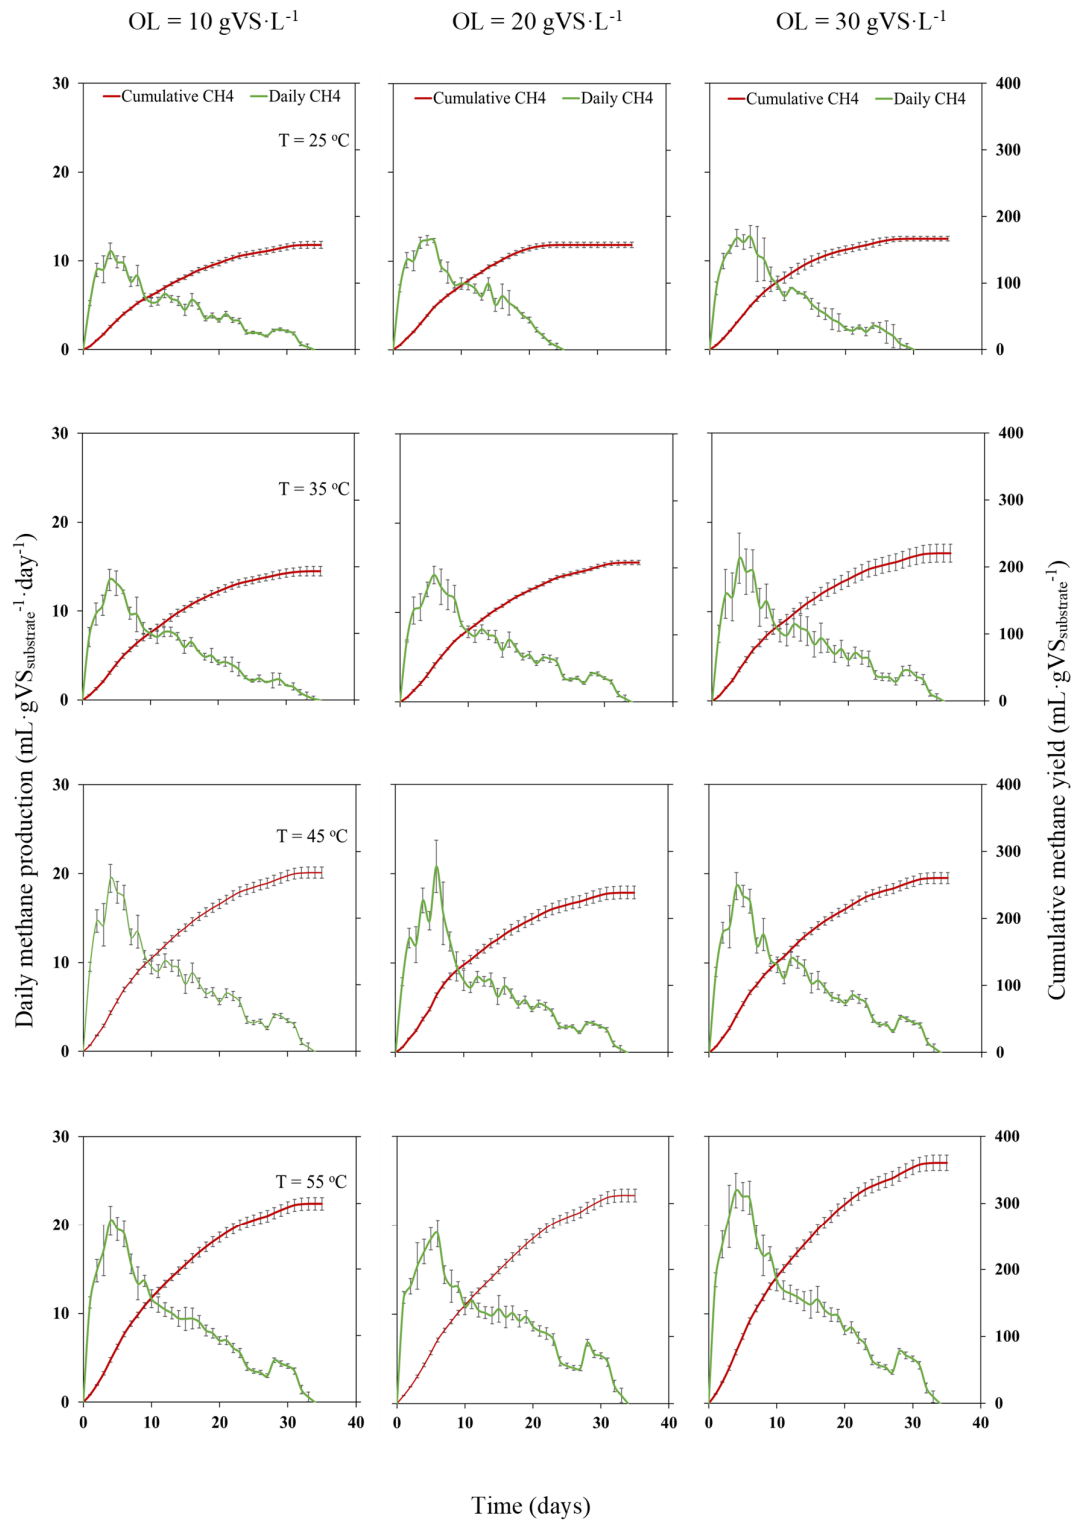 OL = 10 gVS·L-1 OL = 20 gVS·L-1 OL = 30 gVS·L-1
30 400
Cumulative CH4 Daily CH4 Cumulative CH4 Daily CH4 Cumulative CH4 Daily CH4
T = 25 oC
300
20
200
10
100
0 0
30 400
T = 35 oC
300
20
200
10
100
0 0
30 400
T = 45 oC
300
20
200
10
100
0 0
30 400
T = 55 oC
300
20
200
10
100
0 0
0 10 20 30 40 0 10 20 30 40 0 10 20 30 40
Daily methane production (mL·gVSsubstrate-1·day-1)
Cumulative methane yield (mL·gVSsubstrate-1)
Time (days)